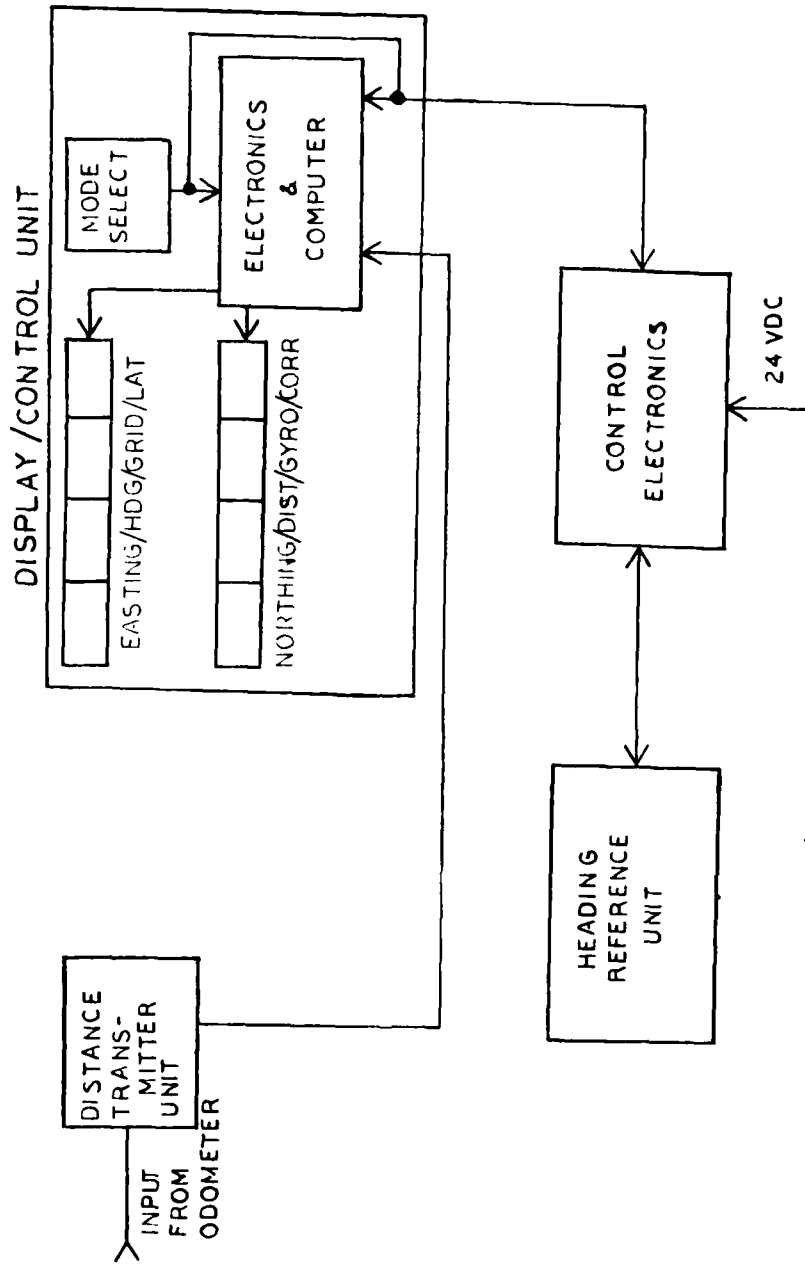 DISPLAY/CONTROL UNIT
MODE
SELECT
EASTING/HDG/GRID/LAT
ELECTRONICS
&
COMPUTER
NORTHING/DIST/GYRO/CORR
DISTANCE
TRANS-
MITTER
UNIT
INPUT
FROM
ODOMETER
HEADING
REFERENCE
UNIT
CONTROL
ELECTRONICS
24 VDC